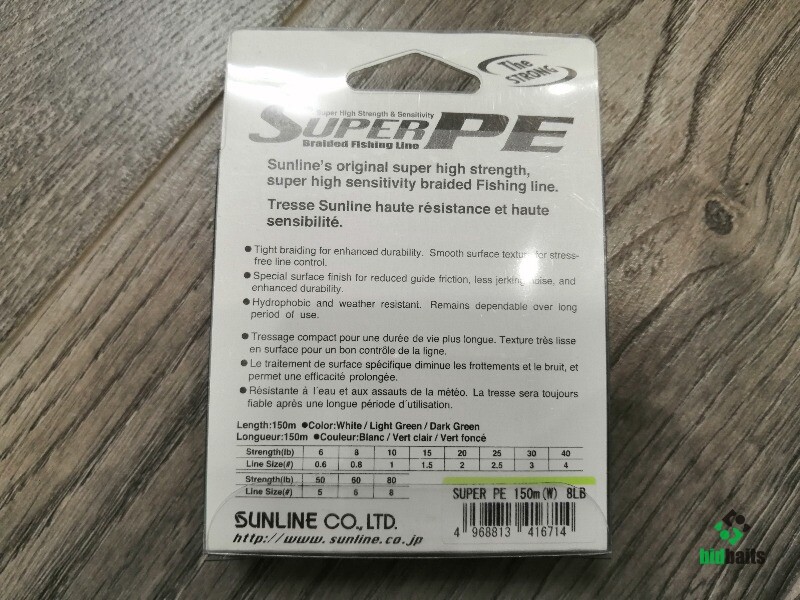 The
STRONG
Super High Strength & Sensitivity
SUPER PE
Braided Fishing Line
Sunline's original super high strength,
super high sensitivity braided Fishing line.
Tresse Sunline haute résistance et haute
sensibilité.
● Tight braiding for enhanced durability. Smooth surface texture for stress-
free line control.
● Special surface finish for reduced guide friction, less jerking noise, and
enhanced durability.
● Hydrophobic and weather resistant. Remains dependable over long
period of use.
● Tressage compact pour une durée de vie plus longue. Texture très lisse
en surface pour un bon contrôle de la ligne.
● Le traitement de surface spécifique diminue les frottements et le bruit, et
permet une efficacité prolongée.
● Résistante à l'eau et aux assauts de la météo. La tresse sera toujours
fiable après une longue période d'utilisation.
Length:150m ●Color:White / Light Green / Dark Green
Longueur:150m ●Couleur:Blanc / Vert clair / Vert foncé
Strength(lb) 6 8 10 15 20 25 30 40
Line Size(#) 0.6 0.8 1 1.5 2 2.5 3 4
Strength(lb) 50 60 80
Line Size(#) 5 6 8
SUPER PE 150m(W) 8LB
4 968813 416714
SUNLINE CO., LTD.
http://www.sunline.co.jp
bidbaits